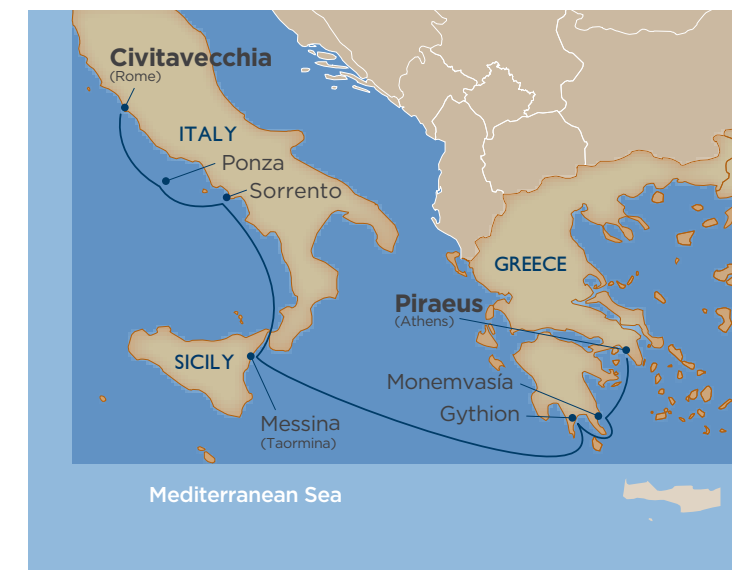 Civitavecchia
(Rome)
ITALY
Ponza
Sorrento
GREECE
Piraeus
(Athens)
SICILY
Monemvasía
Gythion
Messina
(Taormina)
Mediterranean Sea